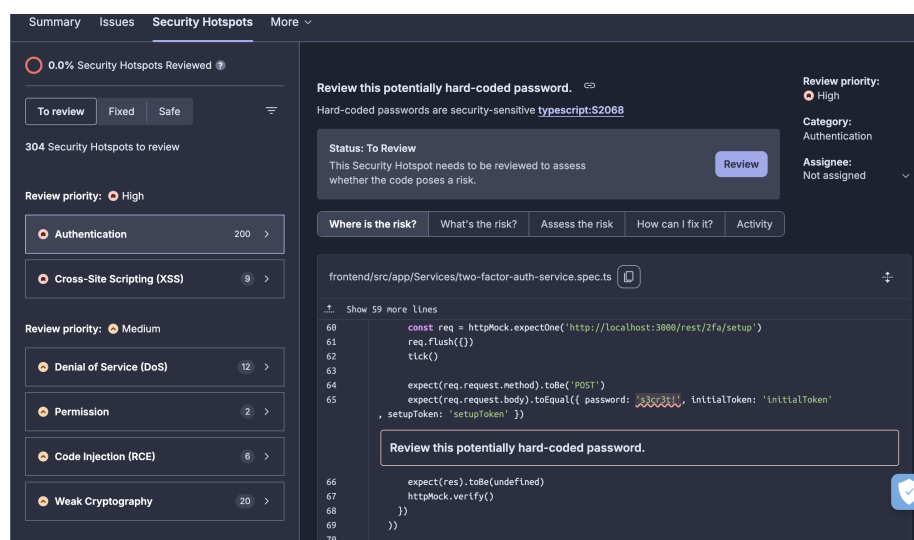 Summary Issues Security Hotspots More
0.0% Security Hotspots Reviewed ?
To review Fixed Safe
304 Security Hotspots to review
Review priority: High
Authentication 200
Cross-Site Scripting (XSS) 9
Review priority: Medium
Denial of Service (DoS) 12
Permission 2
Code Injection (RCE) 6
Weak Cryptography 20
Review this potentially hard-coded password.
Hard-coded passwords are security-sensitive typescript:S2068
Status: To Review
This Security Hotspot needs to be reviewed to assess
whether the code poses a risk.
Review
Review priority:
High
Category:
Authentication
Assignee:
Not assigned
Where is the risk? What's the risk? Assess the risk How can I fix it? Activity
frontend/src/app/Services/two-factor-auth-service.spec.ts
Show 59 more lines
60 const req = httpMock.expectOne('http://localhost:3000/rest/2fa/setup')
61 req.flush({})
62 tick()
63
64 expect(req.request.method).toBe('POST')
65 expect(req.request.body).toEqual({ password: 's3cr3t!', initialToken: 'initialToken'
, setupToken: 'setupToken' })
Review this potentially hard-coded password.
66 expect(res).toBe(undefined)
67 httpMock.verify()
68 })
69 ))
70